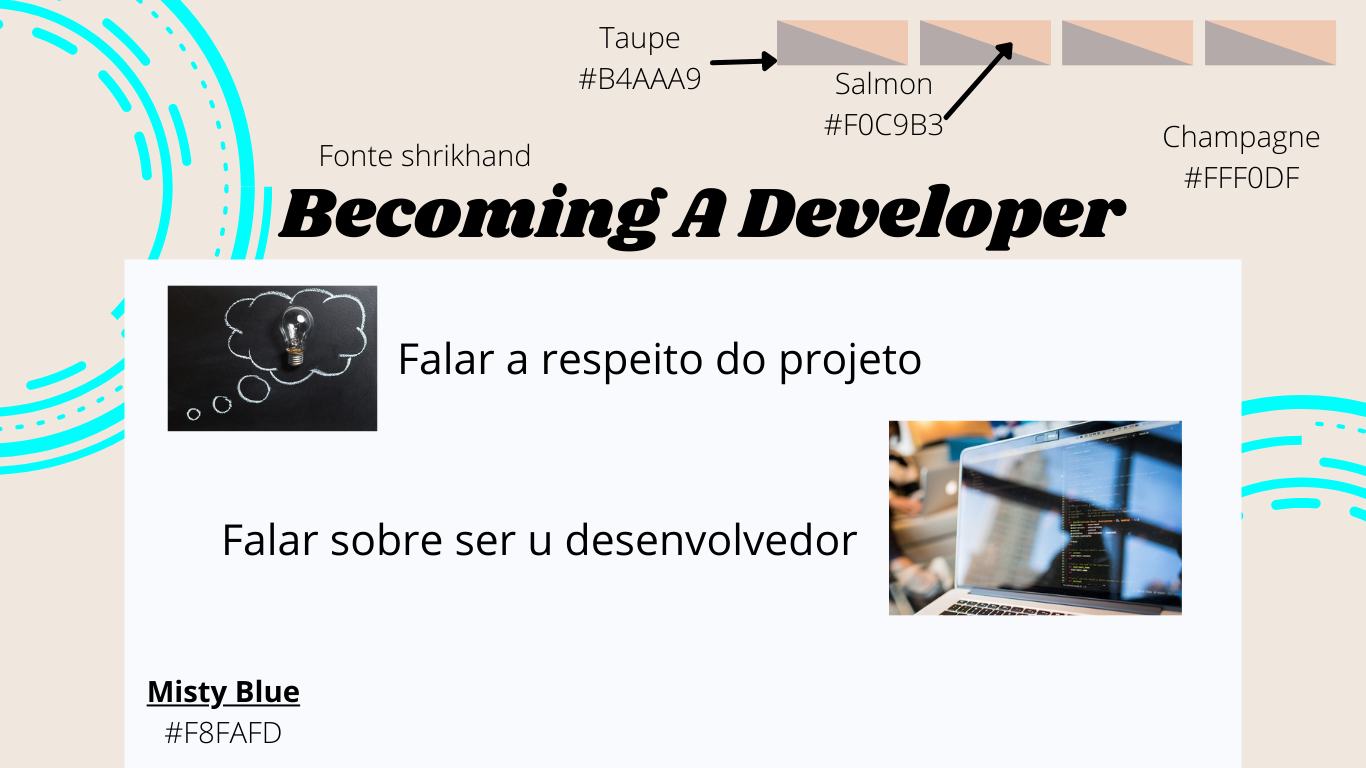 Taupe
#B4AAA9
Salmon
#F0C9B3
Champagne
#FFF0DF
Fonte shrikhand
Becoming A Developer
Falar a respeito do projeto
Falar sobre ser u desenvolvedor
Misty Blue
#F8FAFD